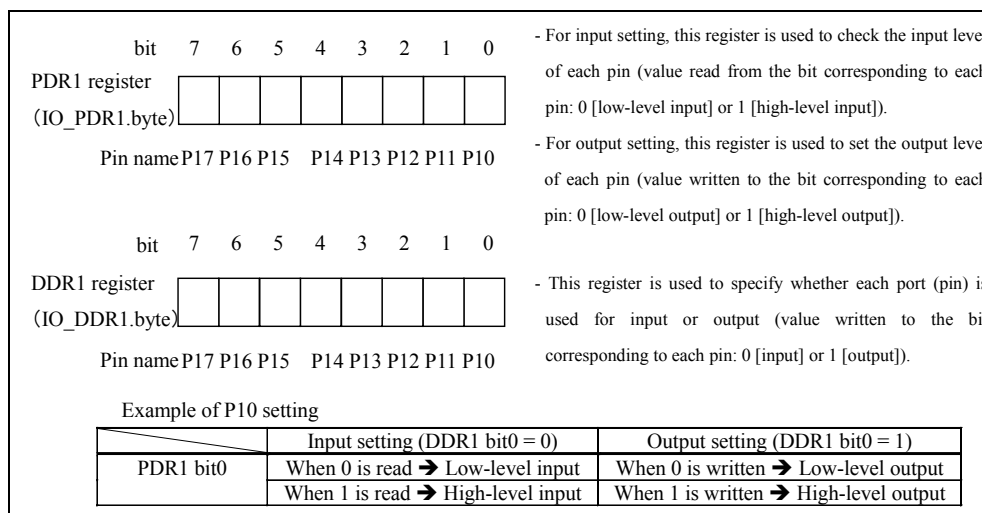 bit 7 6 5 4 3 2 1 0
PDR1 register
(IO_PDR1.byte)
Pin name P17 P16 P15 P14 P13 P12 P11 P10
- For input setting, this register is used to check the input leve
of each pin (value read from the bit corresponding to each
pin: 0 [low-level input] or 1 [high-level input]).
- For output setting, this register is used to set the output leve
of each pin (value written to the bit corresponding to each
pin: 0 [low-level output] or 1 [high-level output]).
bit 7 6 5 4 3 2 1 0
DDR1 register
(IO_DDR1.byte)
Pin name P17 P16 P15 P14 P13 P12 P11 P10
- This register is used to specify whether each port (pin) is
used for input or output (value written to the bi
corresponding to each pin: 0 [input] or 1 [output]).
Example of P10 setting
Input setting (DDR1 bit0 = 0) Output setting (DDR1 bit0 = 1)
PDR1 bit0 When 0 is read ➔ Low-level input When 0 is written ➔ Low-level output
When 1 is read ➔ High-level input When 1 is written ➔ High-level output